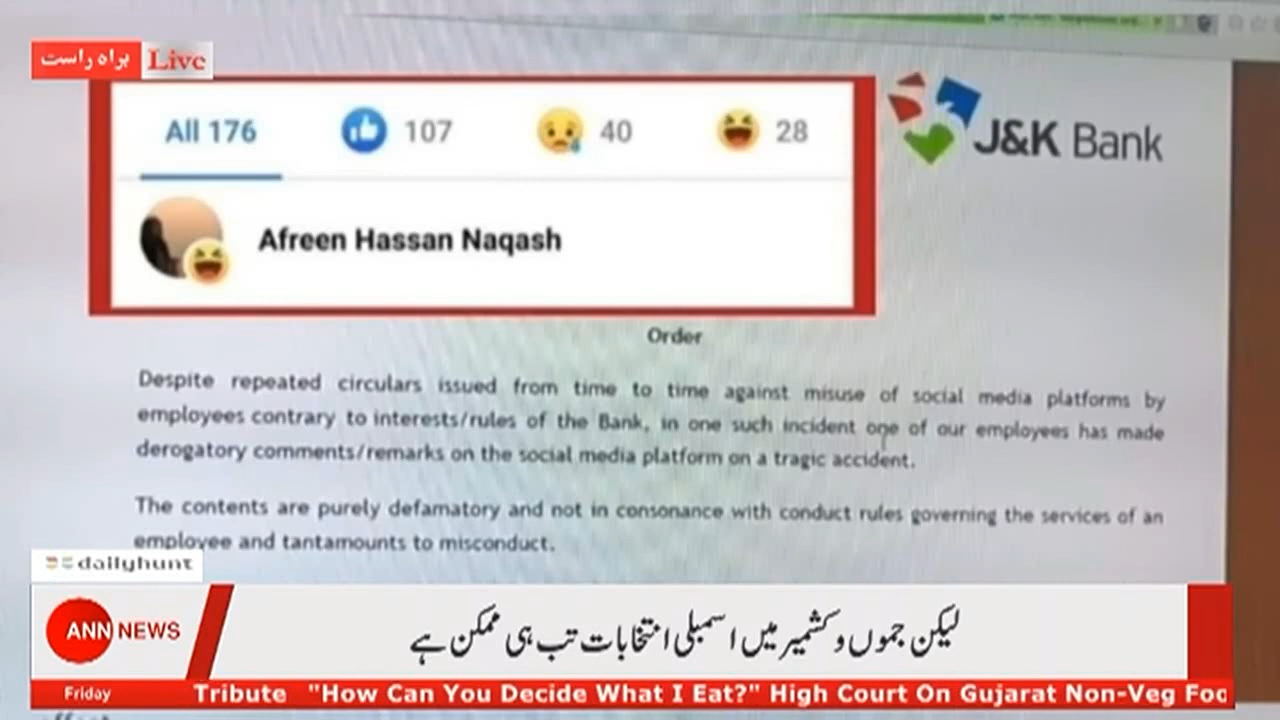 براہ راست Live
All 176 107 40 28
J&K Bank
Afreen Hassan Naqash
Order
Despite repeated circulars issued from time to time against misuse of social media platforms by
employees contrary to interests/rules of the Bank, in one such incident one of our employees has made
derogatory comments/remarks on the social media platform on a tragic accident.
The contents are purely defamatory and not in consonance with conduct rules governing the services of an
employee and tantamounts to misconduct.
dailyhunt
ANN NEWS
لیکن جموں و کشمیر میں اسمبلی انتخابات تب ہی ممکن ہے
Friday Tribute "How Can You Decide What I Eat?" High Court On Gujarat Non-Veg Foo